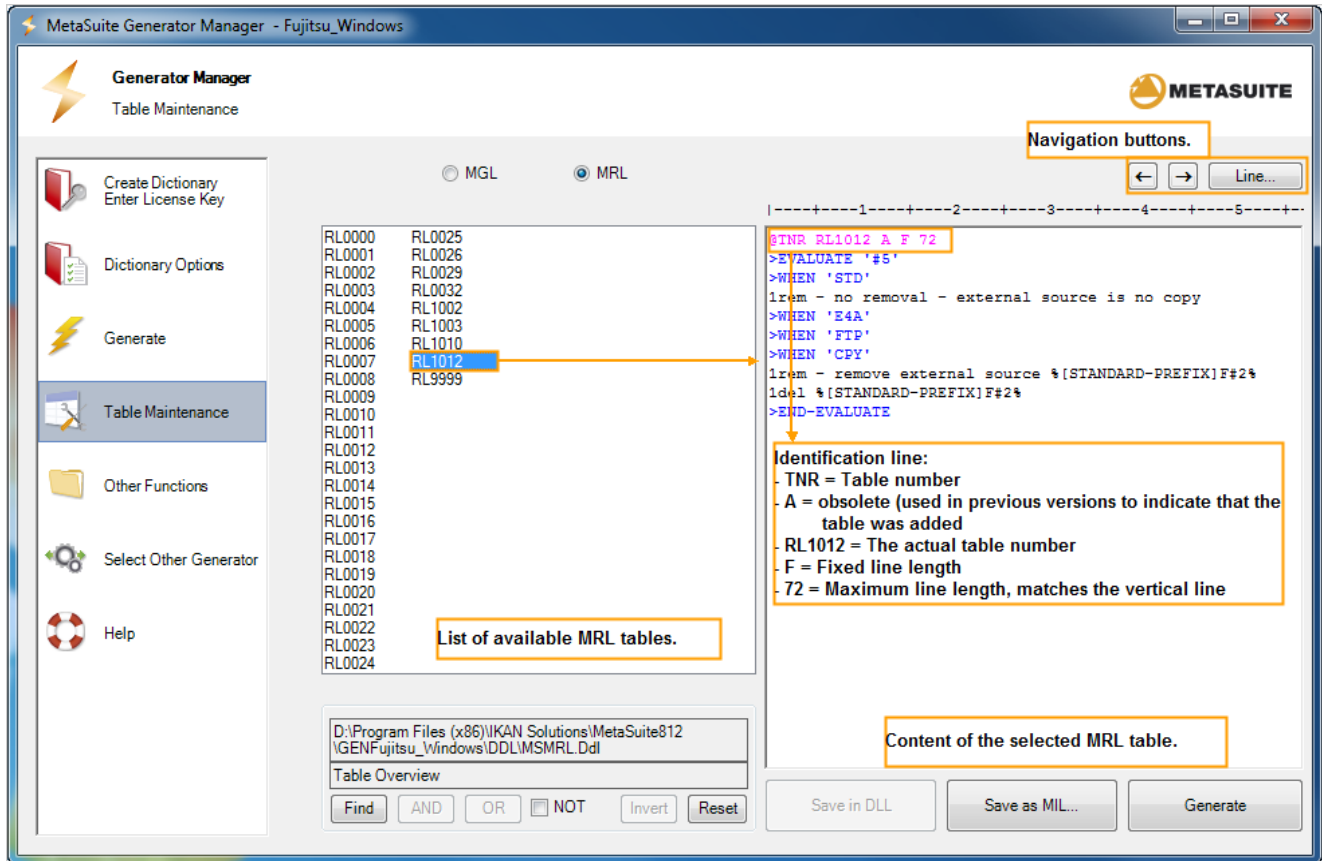 MetaSuite Generator Manager - Fujitsu_Windows
Generator Manager
Table Maintenance
METASUITE
Navigation buttons.
Create Dictionary
Enter License Key
Dictionary Options
Generate
Table Maintenance
Other Functions
Select Other Generator
Help
MGL
MRL
← → Line...
|----+----1----+----2----+----3----+----4----+----5----+--
RL0000 RL0025
RL0001 RL0026
RL0002 RL0029
RL0003 RL0032
RL0004 RL1002
RL0005 RL1003
RL0006 RL1010
RL0007 RL1012
RL0008 RL9999
RL0009
RL0010
RL0011
RL0012
RL0013
RL0014
RL0015
RL0016
RL0017
RL0018
RL0019
RL0020
RL0021
RL0022
RL0023
RL0024
List of available MRL tables.
@TNR RL1012 A F 72
>EVALUATE '#5'
>WHEN 'STD'
1rem - no removal - external source is no copy
>WHEN 'E4A'
>WHEN 'FTP'
>WHEN 'CPY'
1rem - remove external source %[STANDARD-PREFIX]F#2%
1del %[STANDARD-PREFIX]F#2%
>END-EVALUATE
Identification line:
- TNR = Table number
- A = obsolete (used in previous versions to indicate that the
table was added
- RL1012 = The actual table number
- F = Fixed line length
- 72 = Maximum line length, matches the vertical line
Content of the selected MRL table.
D:\Program Files (x86)\IKAN Solutions\MetaSuite812
\GENFujitsu_Windows\DDL\MSMRL.Ddl
Table Overview
Find AND OR NOT Invert Reset
Save in DLL Save as MIL... Generate